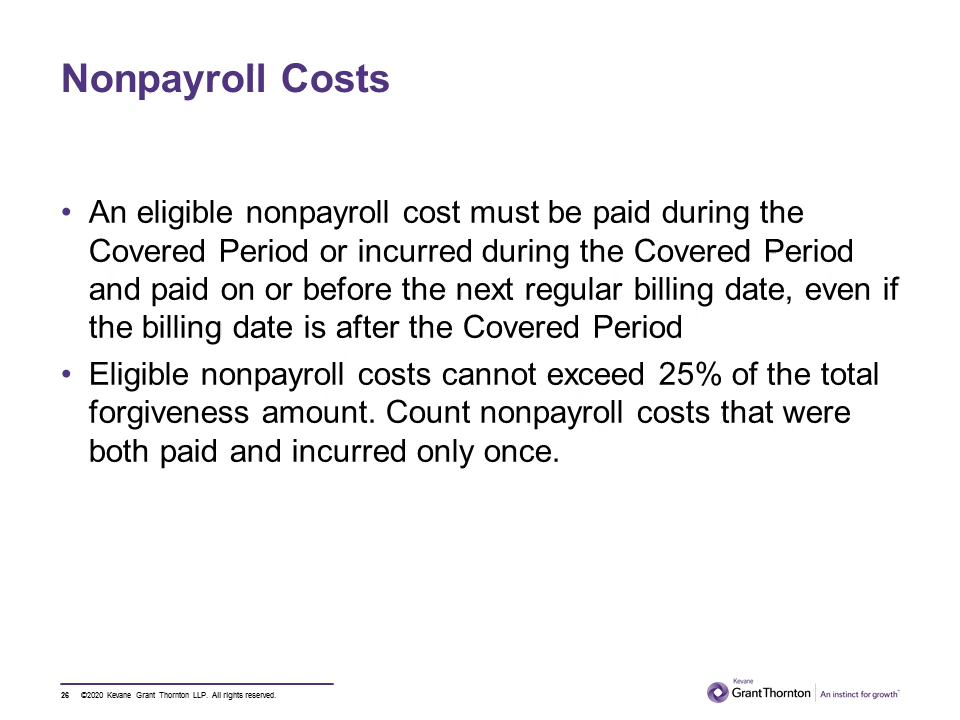 Nonpayroll Costs
• An eligible nonpayroll cost must be paid during the
Covered Period or incurred during the Covered Period
and paid on or before the next regular billing date, even if
the billing date is after the Covered Period
• Eligible nonpayroll costs cannot exceed 25% of the total
forgiveness amount. Count nonpayroll costs that were
both paid and incurred only once.
26 ©2020 Kevane Grant Thornton LLP. All rights reserved.
Kevane
GrantThornton | An instinct for growth™